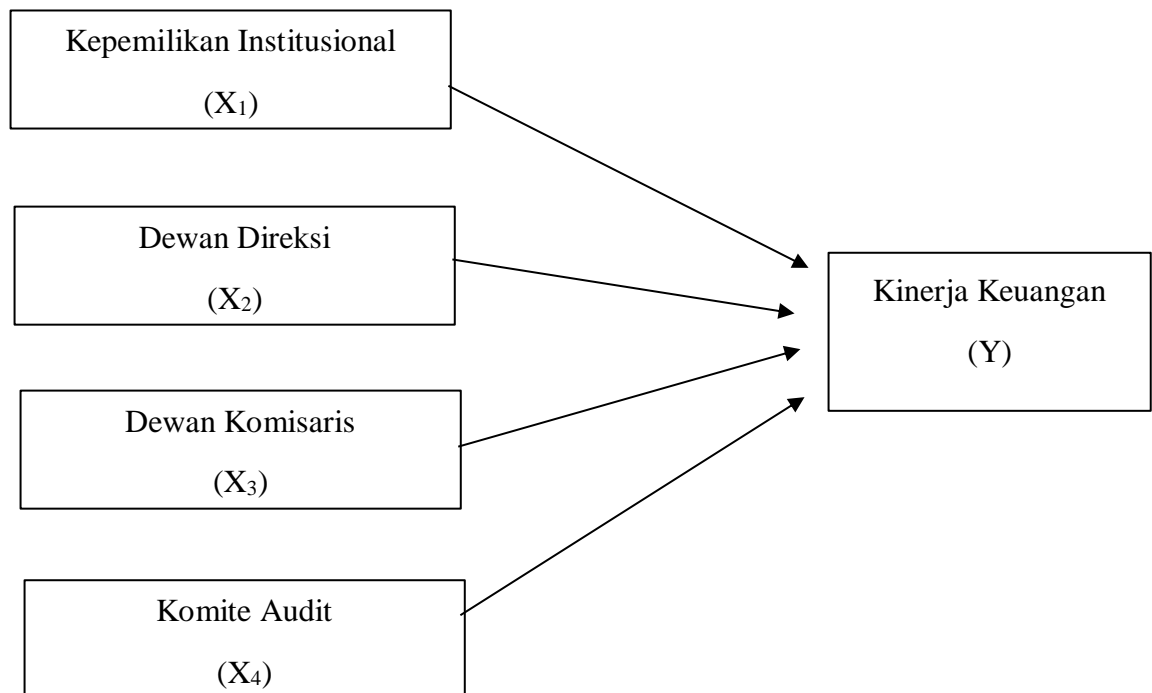 Kepemilikan Institusional
(X₁)
Dewan Direksi
(X₂)
Kinerja Keuangan
(Y)
Dewan Komisaris
(X₃)
Komite Audit
(X₄)